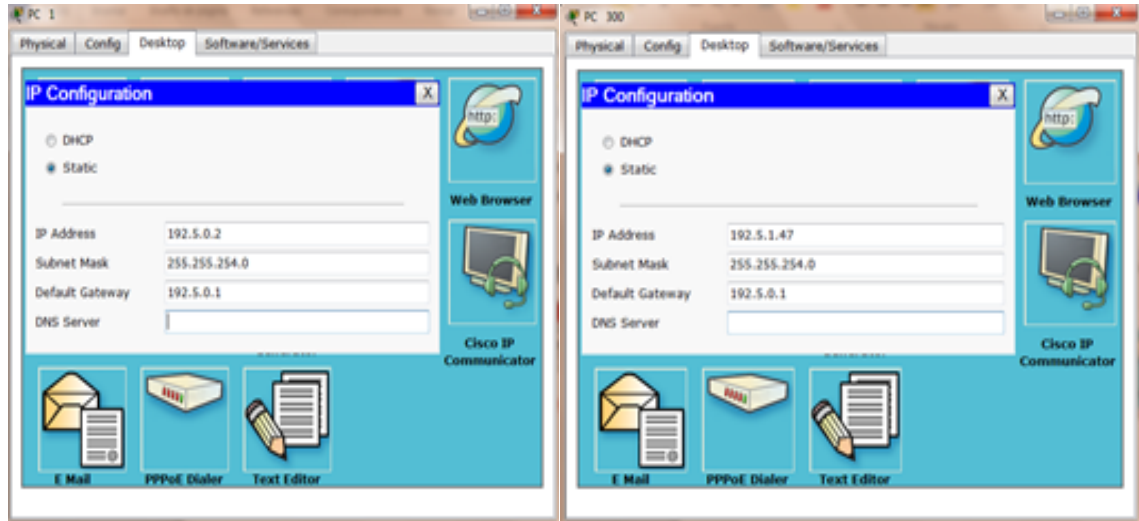 PC 1
Physical Config Desktop Software/Services
IP Configuration X
DHCP
Static
IP Address 192.5.0.2
Subnet Mask 255.255.254.0
Default Gateway 192.5.0.1
DNS Server
http:
Web Browser
Cisco IP
Communicator
E Mail PPPoE Dialer Text Editor
PC 300
Physical Config Desktop Software/Services
IP Configuration X
DHCP
Static
IP Address 192.5.1.47
Subnet Mask 255.255.254.0
Default Gateway 192.5.0.1
DNS Server
http:
Web Browser
Cisco IP
Communicator
E Mail PPPoE Dialer Text Editor